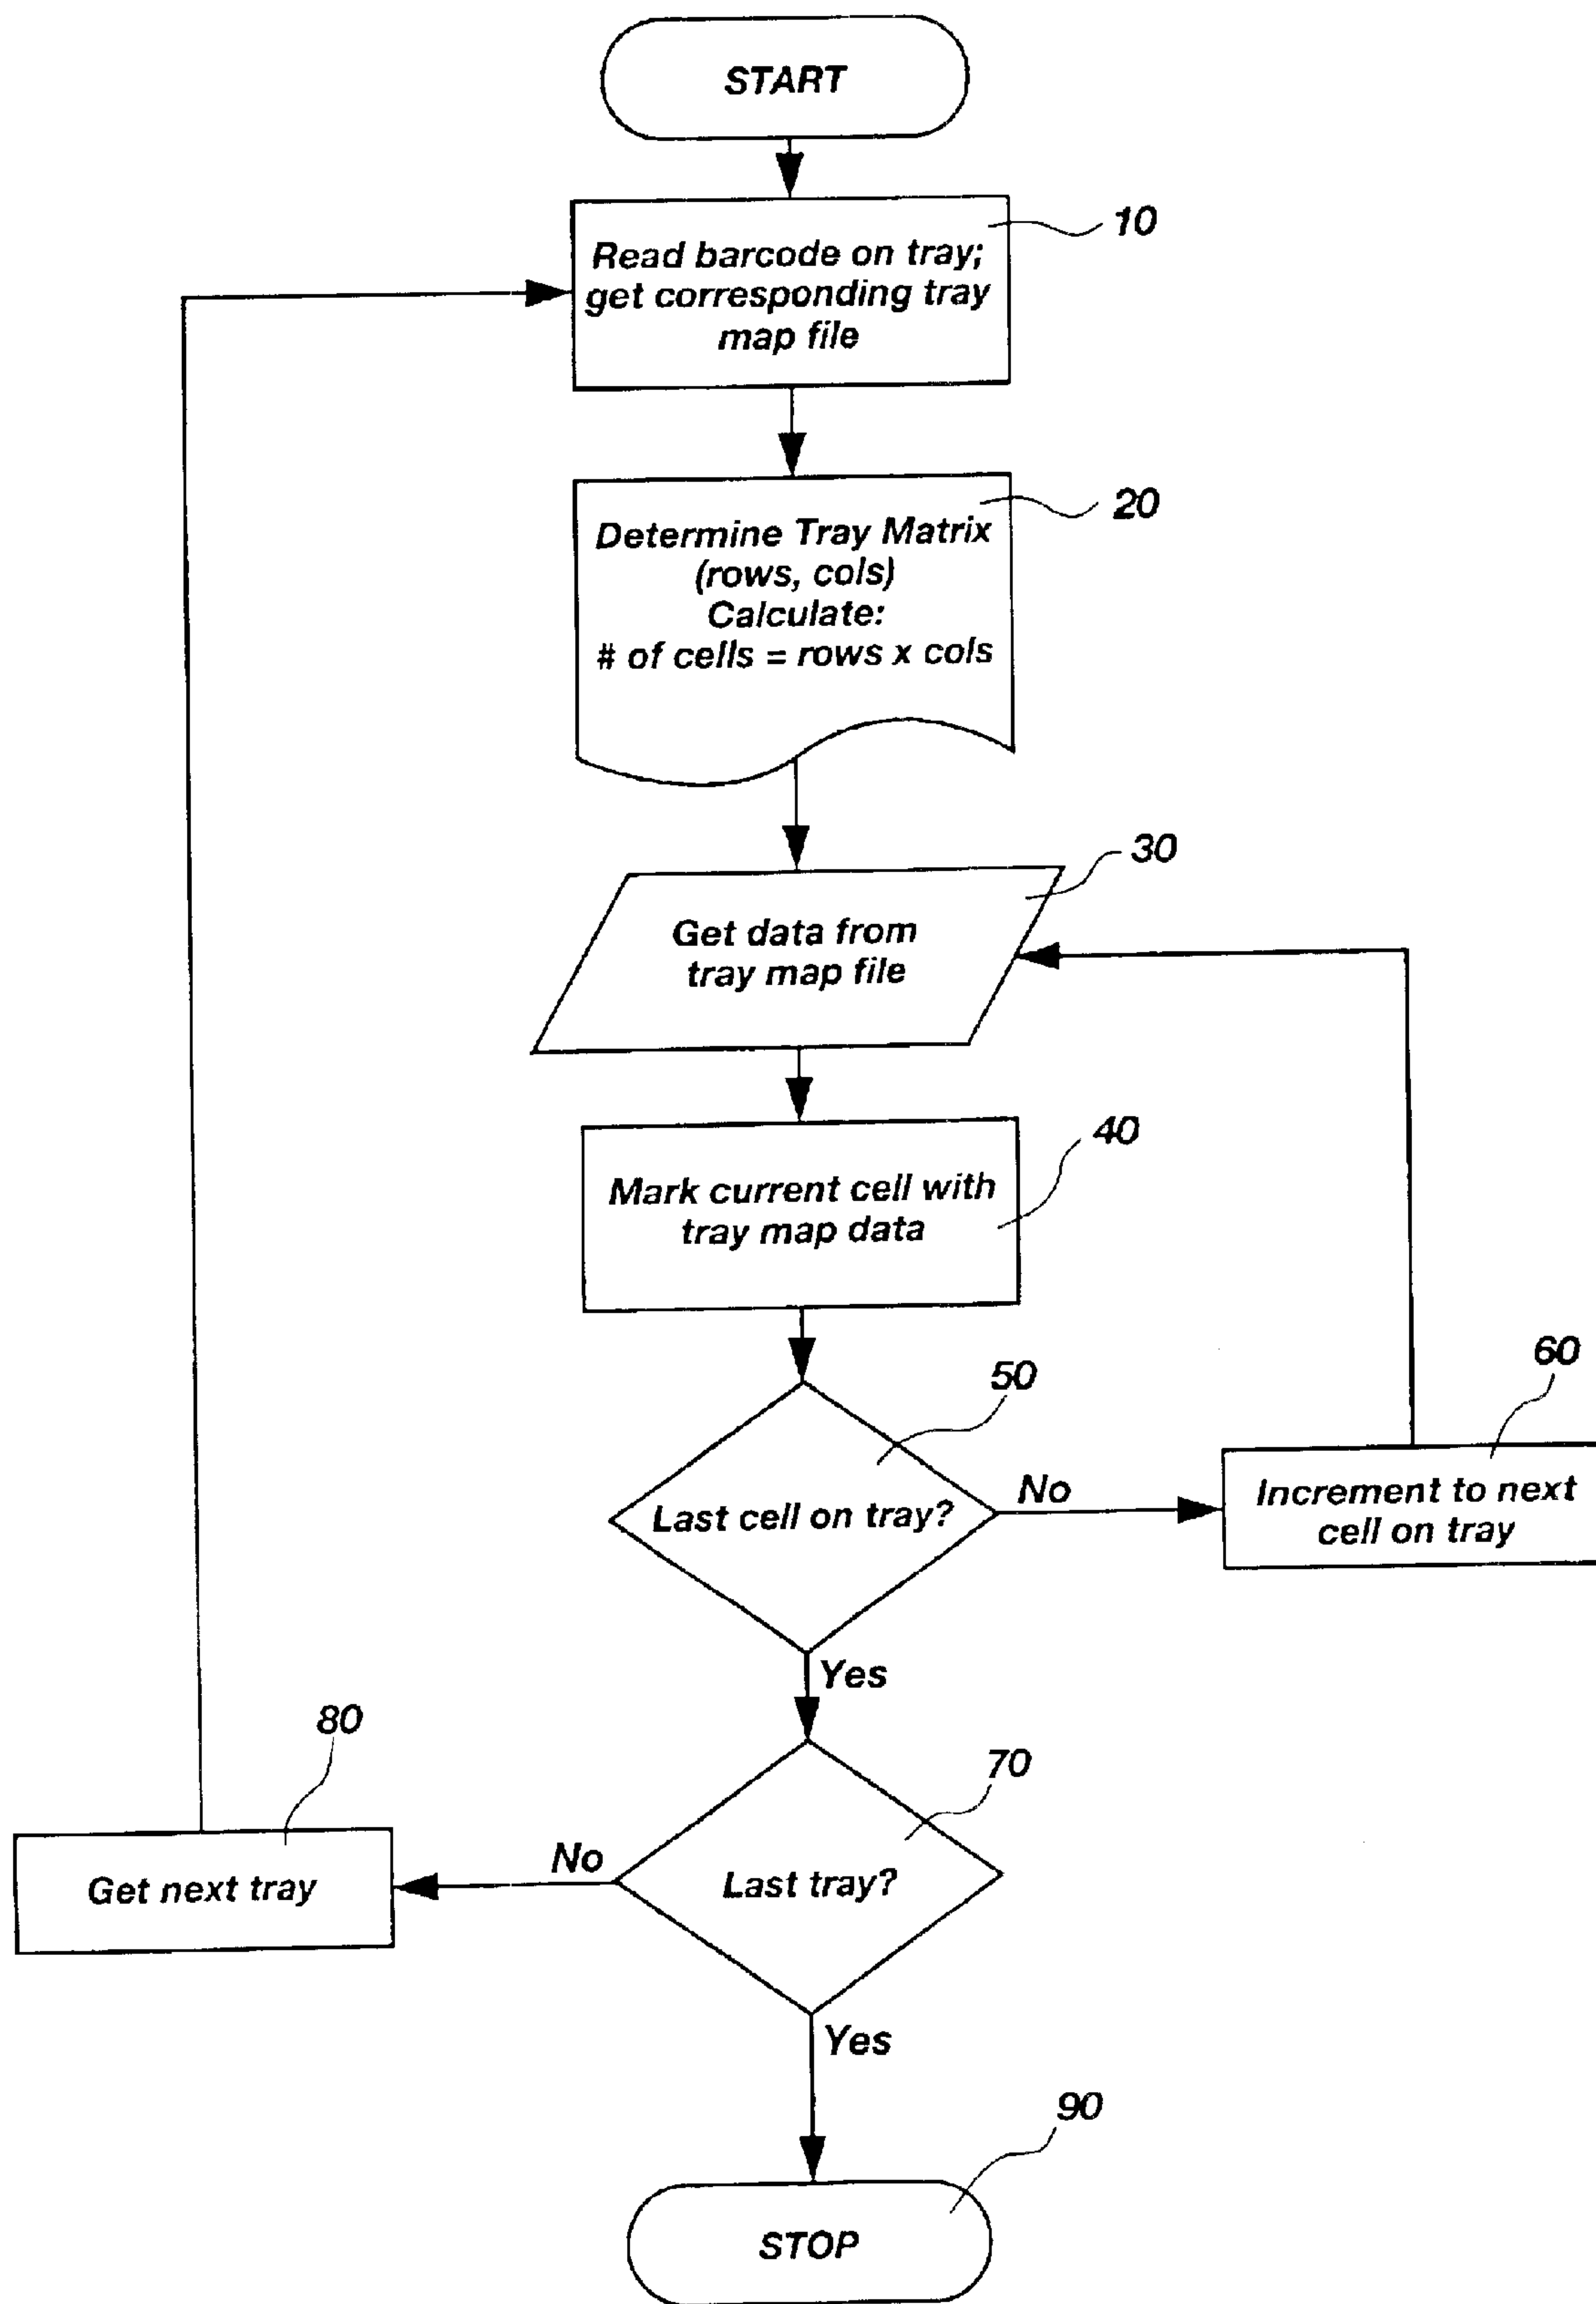 START
10
Read barcode on tray;
get corresponding tray
map file
20
Determine Tray Matrix
(rows, cols)
Calculate:
# of cells = rows x cols
30
Get data from
tray map file
40
Mark current cell with
tray map data
50
60
Last cell on tray?
No
Increment to next
cell on tray
Yes
80
70
Get next tray
No
Last tray?
Yes
90
STOP